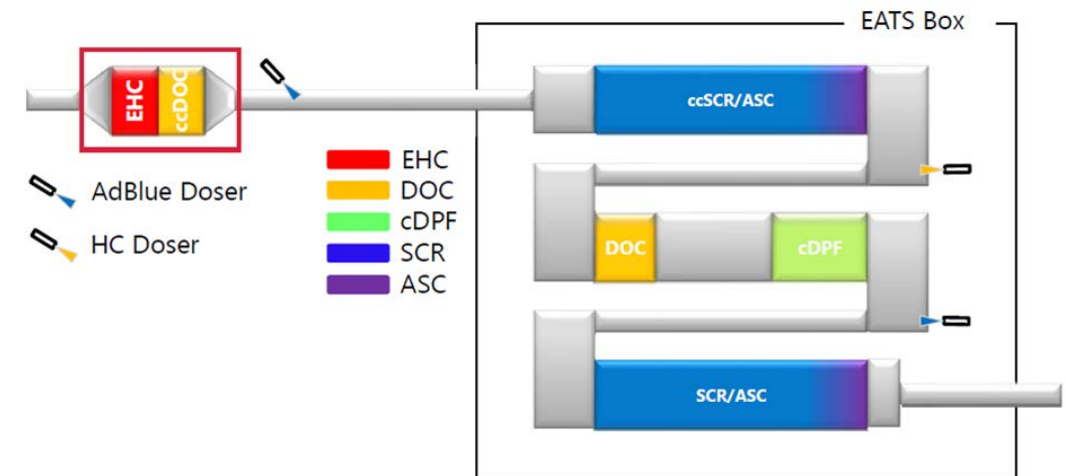 EATS Box
EHC
ccDOC
ccSCR/ASC
AdBlue Doser
HC Doser
EHC
DOC
cDPF
SCR
ASC
DOC
cDPF
SCR/ASC